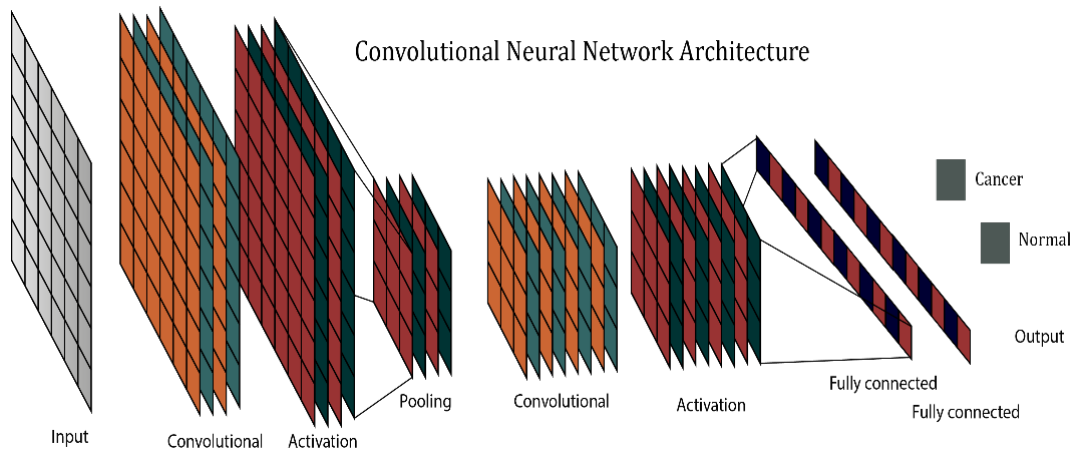 Convolutional Neural Network Architecture
Cancer
Normal
Output
Input
Convolutional
Activation
Pooling
Convolutional
Activation
Fully connected
Fully connected